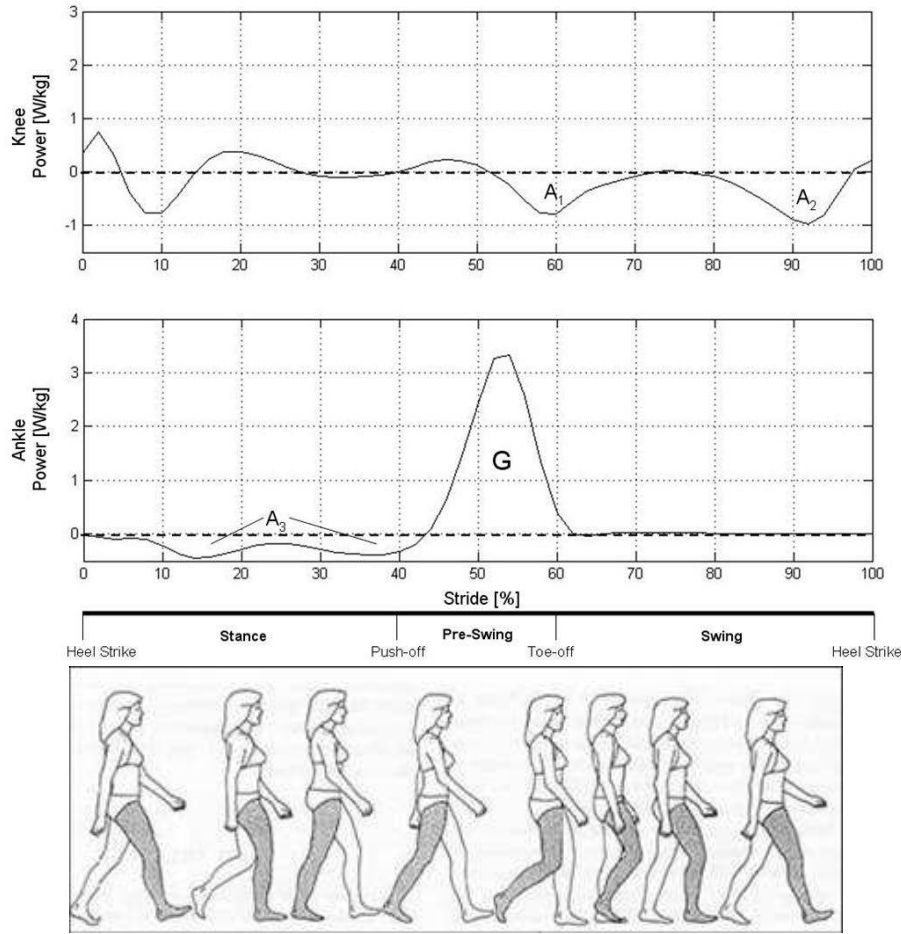 3
2
1
0
-1
Knee
Power [W/kg]
A1
A2
0 10 20 30 40 50 60 70 80 90 100
4
3
2
1
0
Ankle
Power [W/kg]
A3
G
0 10 20 30 40 50 60 70 80 90 100
Stride [%]
Stance Pre-Swing Swing
Heel Strike Push-off Toe-off Heel Strike